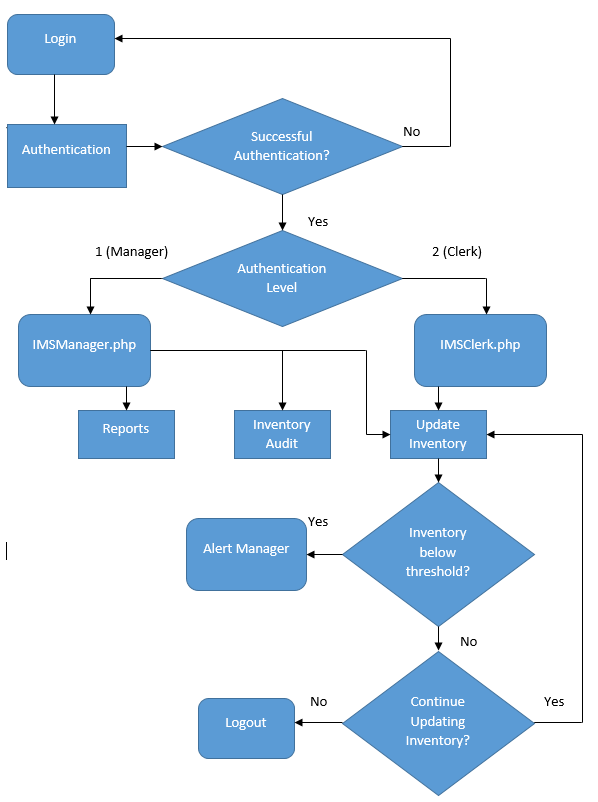 Login
Authentication
Successful
Authentication?
No
Yes
1 (Manager)
2 (Clerk)
Authentication
Level
IMSManager.php
IMSClerk.php
Reports
Inventory
Audit
Update
Inventory
Yes
Alert Manager
Inventory
below
threshold?
No
No
Logout
Continue
Updating
Inventory?
Yes